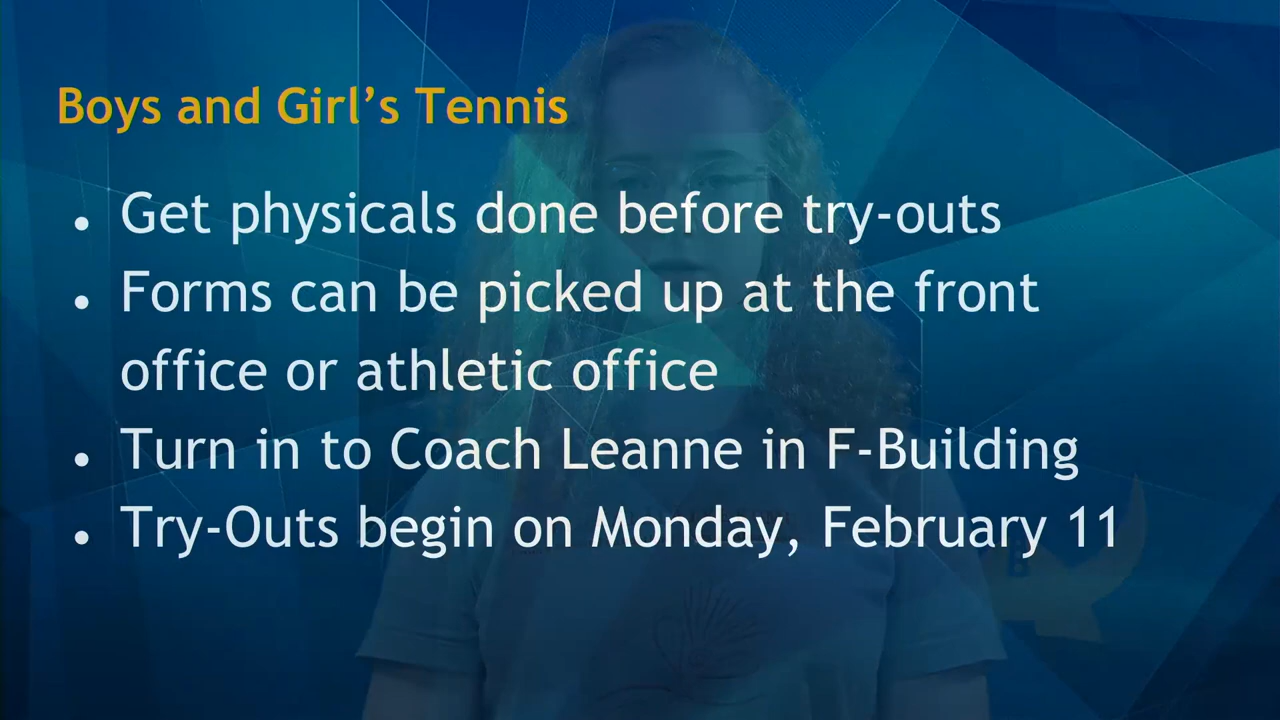 Boys and Girl’s Tennis
• Get physicals done before try-outs
• Forms can be picked up at the front
office or athletic office
• Turn in to Coach Leanne in F-Building
• Try-Outs begin on Monday, February 11